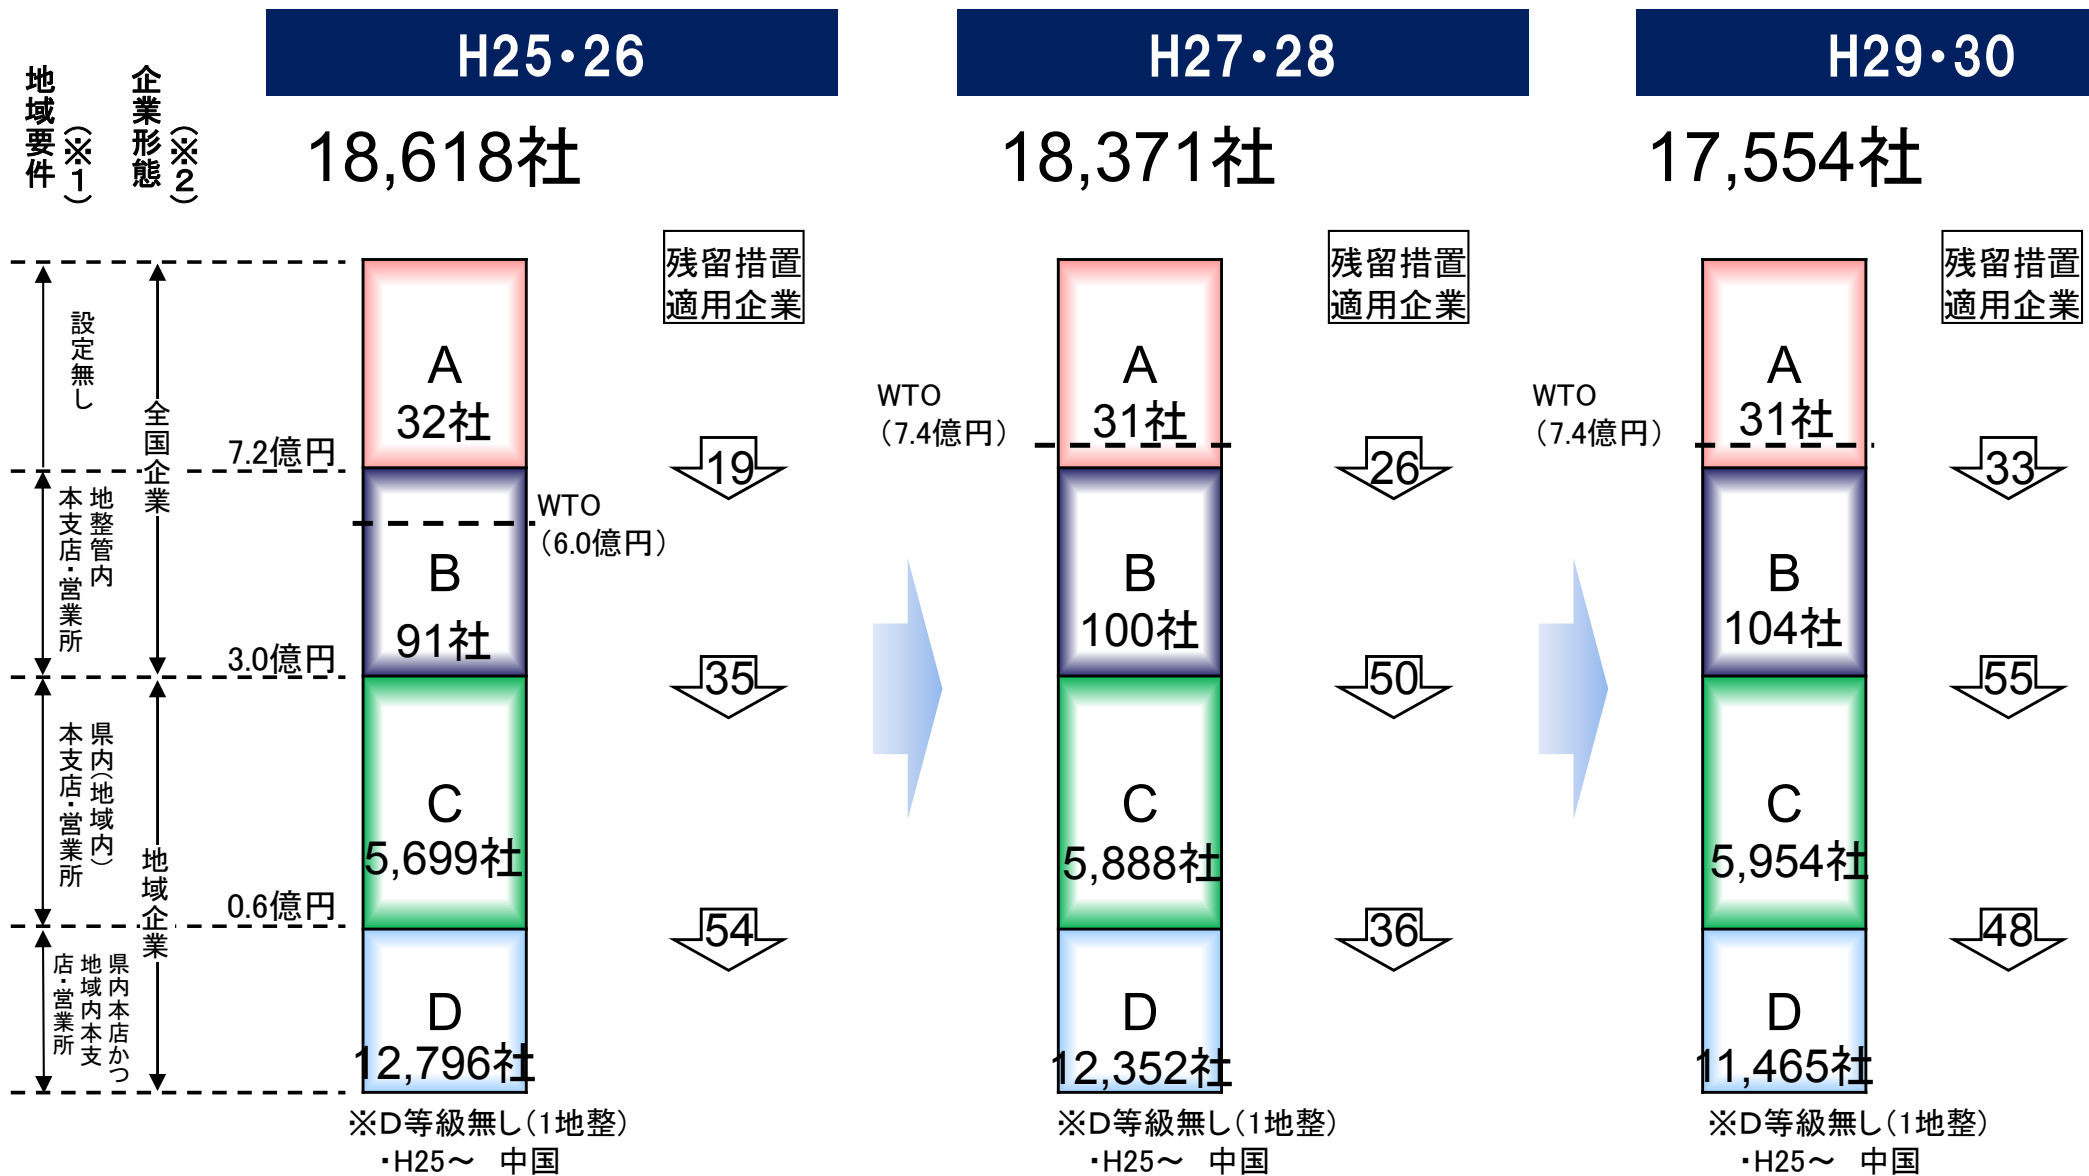 地域要件
(※1)
企業形態
(※2)
H25・26
H27・28
H29・30
18,618社
18,371社
17,554社
設定無し
地整管内
本支店・営業所
県内(地域内)
本支店・営業所
県内本店かつ
地域内本支
店・営業所
全国企業
地域企業
7.2億円
3.0億円
0.6億円
A
32社
B
91社
C
5,699社
D
12,796社
WTO
(6.0億円)
残留措置
適用企業
19
35
54
※D等級無し(1地整)
・H25～ 中国
WTO
(7.4億円)
A
31社
B
100社
C
5,888社
D
12,352社
残留措置
適用企業
26
50
36
※D等級無し(1地整)
・H25～ 中国
WTO
(7.4億円)
A
31社
B
104社
C
5,954社
D
11,465社
残留措置
適用企業
33
55
48
※D等級無し(1地整)
・H25～ 中国